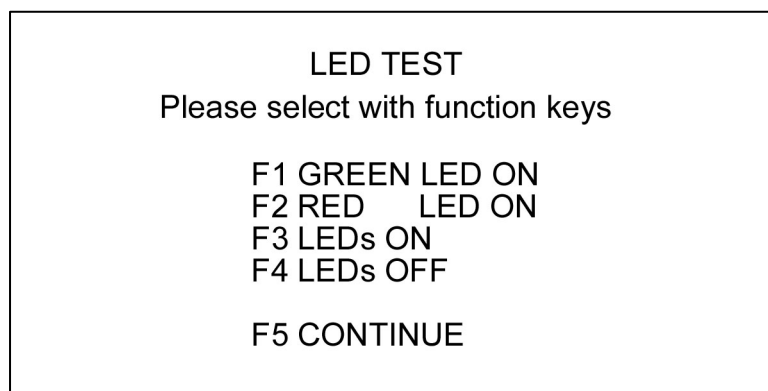 LED TEST
Please select with function keys
F1 GREEN LED ON
F2 RED LED ON
F3 LEDs ON
F4 LEDs OFF
F5 CONTINUE